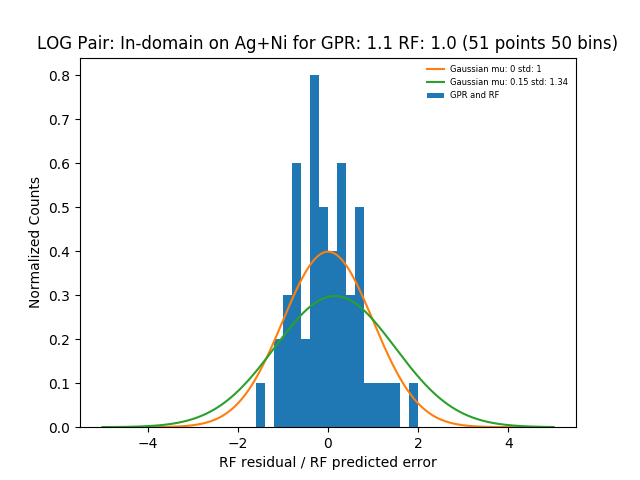 LOG Pair: In-domain on Ag+Ni for GPR: 1.1 RF: 1.0 (51 points 50 bins)
Gaussian mu: 0 std: 1
Gaussian mu: 0.15 std: 1.34
GPR and RF
Normalized Counts
0.8
0.7
0.6
0.5
0.4
0.3
0.2
0.1
0.0
−4 −2 0 2 4
RF residual / RF predicted error